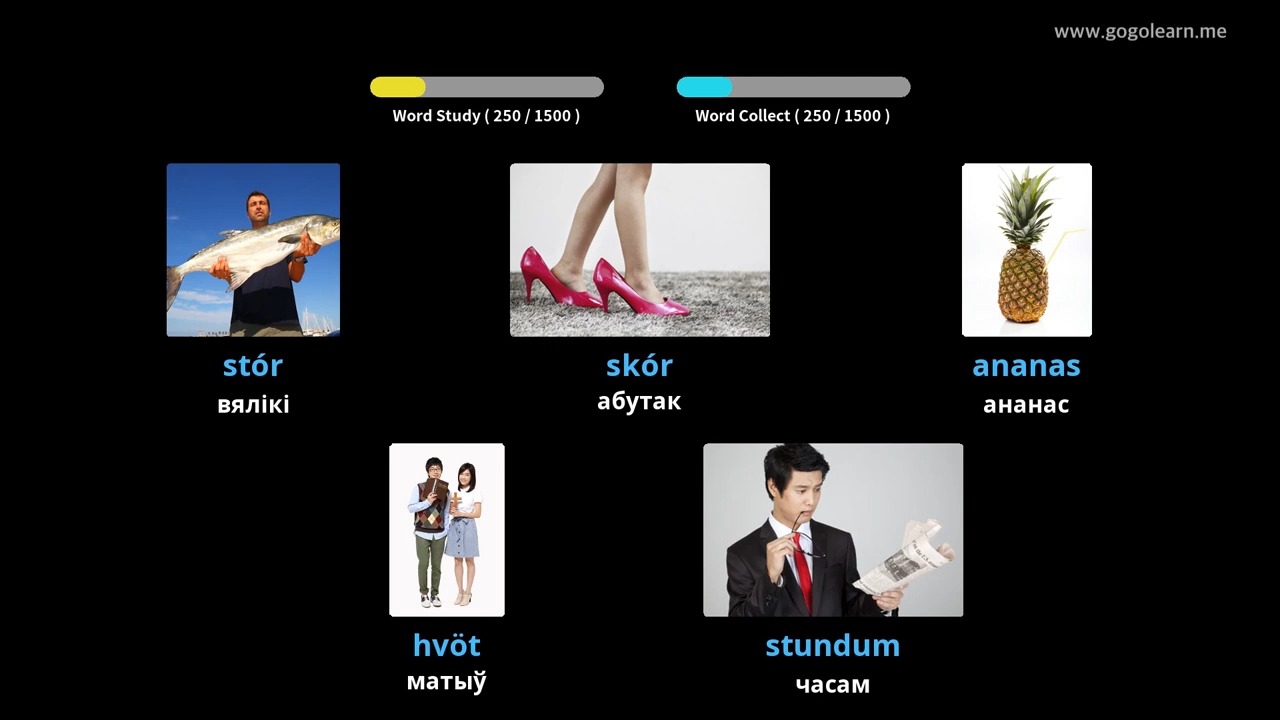 www.gogolearn.me
Word Study ( 250 / 1500 )
Word Collect ( 250 / 1500 )
stór
вялікі
skór
абутак
ananas
ананас
hvöt
матыў
stundum
часам